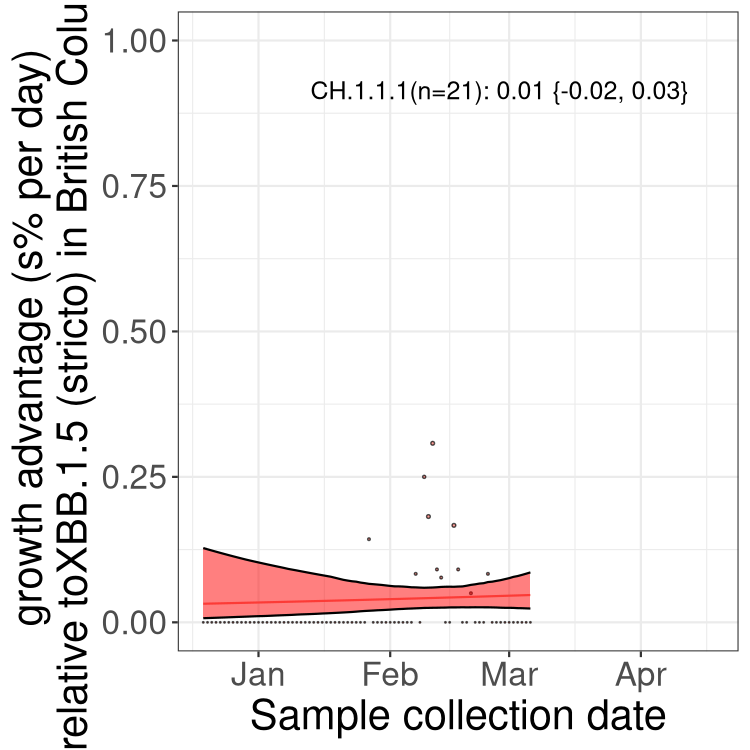 growth advantage (s% per day)
relative toXBB.1.5 (stricto) in British Colu
1.00
0.75
0.50
0.25
0.00
CH.1.1.1(n=21): 0.01 {-0.02, 0.03}
Jan Feb Mar Apr
Sample collection date